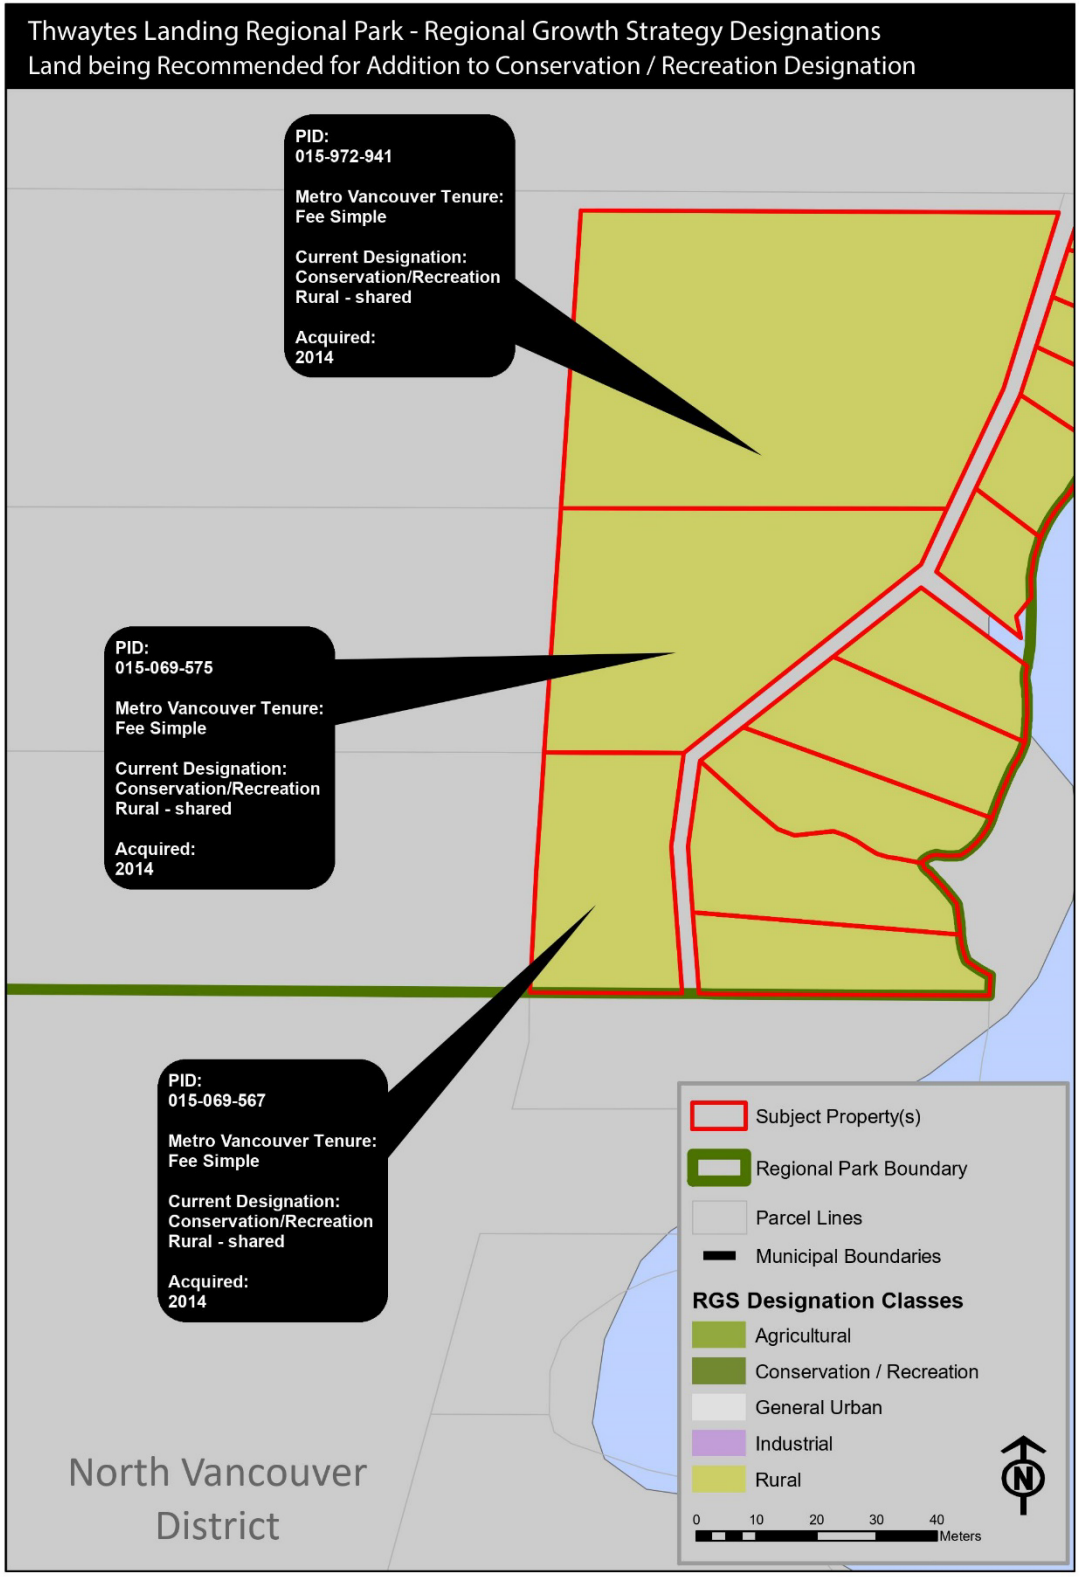 Thwaytes Landing Regional Park - Regional Growth Strategy Designations
Land being Recommended for Addition to Conservation / Recreation Designation
PID:
015-972-941
Metro Vancouver Tenure:
Fee Simple
Current Designation:
Conservation/Recreation
Rural - shared
Acquired:
2014
PID:
015-069-575
Metro Vancouver Tenure:
Fee Simple
Current Designation:
Conservation/Recreation
Rural - shared
Acquired:
2014
PID:
015-069-567
Metro Vancouver Tenure:
Fee Simple
Current Designation:
Conservation/Recreation
Rural - shared
Acquired:
2014
North Vancouver
District
Subject Property(s)
Regional Park Boundary
Parcel Lines
Municipal Boundaries
RGS Designation Classes
Agricultural
Conservation / Recreation
General Urban
Industrial
Rural
N
0 10 20 30 40
Meters